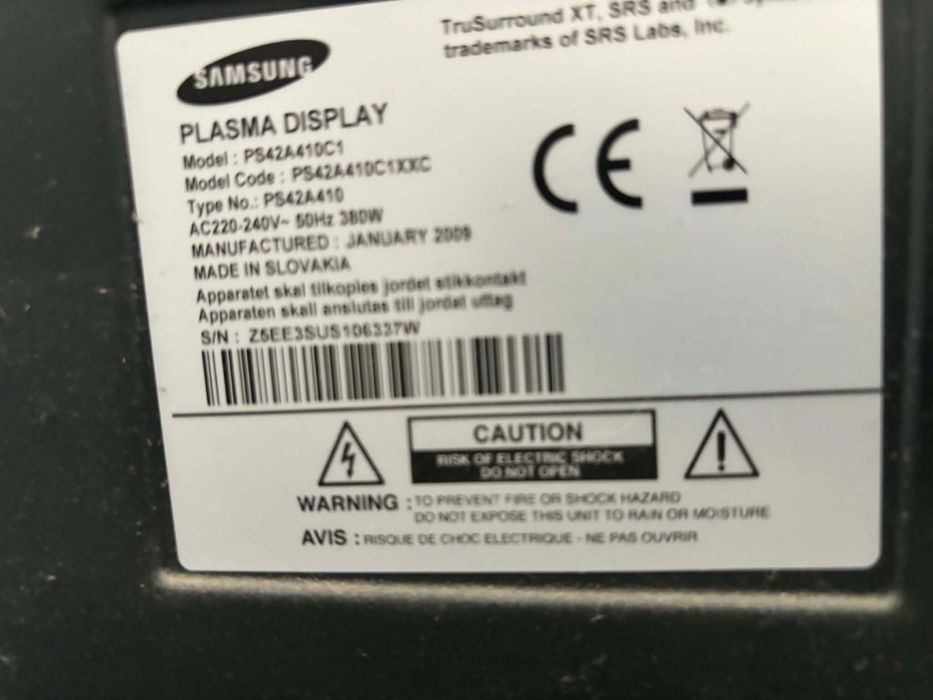 TruSurround XT, SRS and
trademarks of SRS Labs, Inc.
SAMSUNG
PLASMA DISPLAY
Model : PS42A410C1
Model Code : PS42A410C1XXC
Type No.: PS42A410
AC220-240V~ 50Hz 380W
MANUFACTURED : JANUARY 2009
MADE IN SLOVAKIA
Apparatet skal tilkoples jordet stikkontakt
Apparaten skall anslutas till jordat uttag
S/N : Z5EE3SUS106337W
CE
CAUTION
RISK OF ELECTRIC SHOCK
DO NOT OPEN
WARNING : TO PREVENT FIRE OR SHOCK HAZARD
DO NOT EXPOSE THIS UNIT TO RAIN OR MOISTURE
AVIS : RISQUE DE CHOC ELECTRIQUE - NE PAS OUVRIR